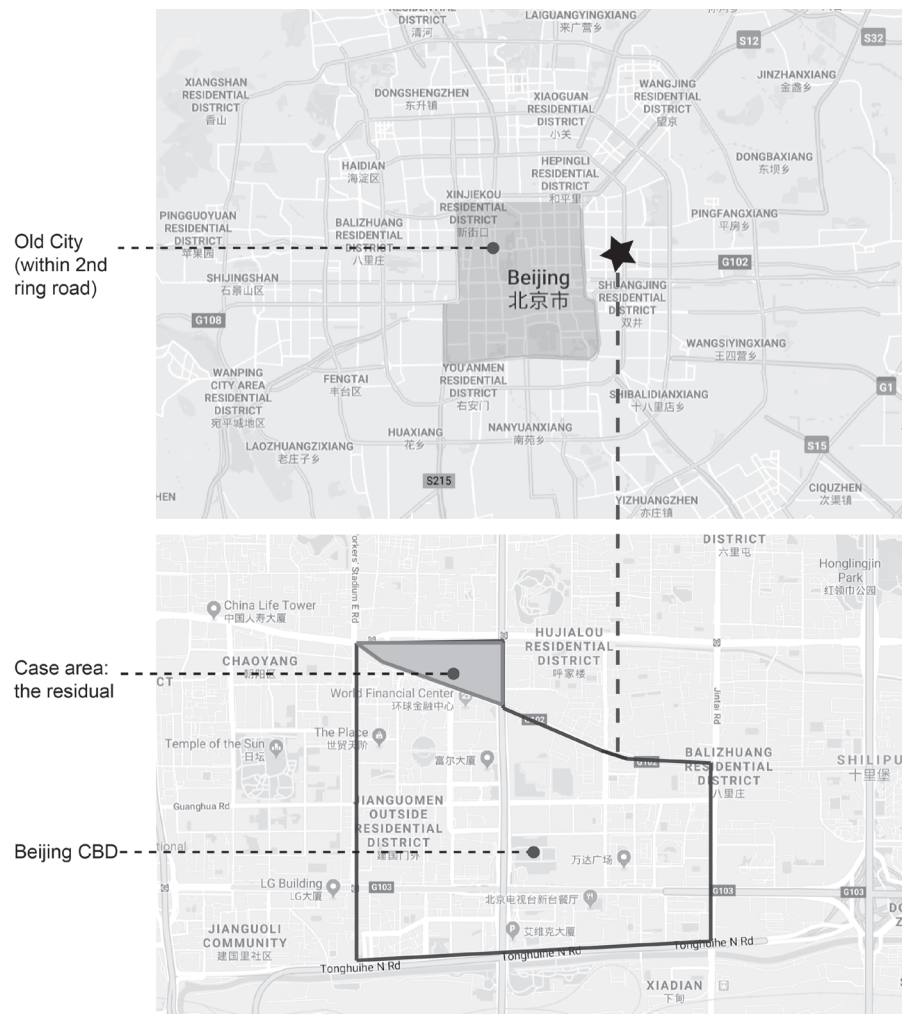 DISTRICT
清河
LAIGUANGYINGXIANG
来广营乡
S12
S32
XIANGSHAN
RESIDENTIAL
DISTRICT
香山
DONGSHENGZHEN
东升镇
XIAOGUAN
RESIDENTIAL
DISTRICT
小关
WANGJING
RESIDENTIAL
DISTRICT
望京
JINZHANXIANG
金盏乡
HAIDIAN
海淀区
HEPINGLI
RESIDENTIAL
DISTRICT
和平里
DONGBAXIANG
东坝乡
XINJIEKOU
RESIDENTIAL
DISTRICT
新街口
PINGGUOYUAN
RESIDENTIAL
DISTRICT
苹果园
BALIZHUANG
RESIDENTIAL
DISTRICT
八里庄
PINGFANGXIANG
平房乡
Old City
(within 2nd
ring road)
G102
Beijing
北京市
SHIJINGSHAN
石景山区
SHUANGJING
RESIDENTIAL
DISTRICT
双井
G108
WANGSIYINGXIANG
王四营乡
WANPING
CITY AREA
RESIDENTIAL
DISTRICT
宛平城地区
FENGTAI
丰台区
YOU'ANMEN
RESIDENTIAL
DISTRICT
右安门
SHIBALIDIANXIANG
十八里店乡
G1
LAOZHUANGZIXIANG
老庄子乡
HUAXIANG
花乡
NANYUANXIANG
南苑乡
S15
S215
CIQUZHEN
次渠镇
HEN
YIZHUANGZHEN
亦庄镇
orkers' Stadium E Rd
DISTRICT
六里屯
Honglingjin
Park
红领巾公园
China Life Tower
中国人寿大厦
HUJIALOU
RESIDENTIAL
DISTRICT
呼家楼
Case area:
the residual
CHAOYANG
朝阳区
CT
World Financial Center
环球金融中心
Jintai Rd
G102
The Place
世贸天阶
Temple of the Sun
日坛
富尔大厦
G102
BALIZHUANG
RESIDENTIAL
DISTRICT
八里庄
SHILIPU
十里堡
Guanghua Rd
JIANGUOMEN
OUTSIDE
RESIDENTIAL
DISTRICT
建国门外
tional
Beijing CBD
万达广场
LG Building
LG大厦
G103
G103
G103
北京电视台新台餐厅
艾维克大厦
JIANGUOLI
COMMUNITY
建国里社区
Tonghuihe N Rd
Tonghuihe N Rd
Tonghuihe N Rd
XIADIAN
下甸